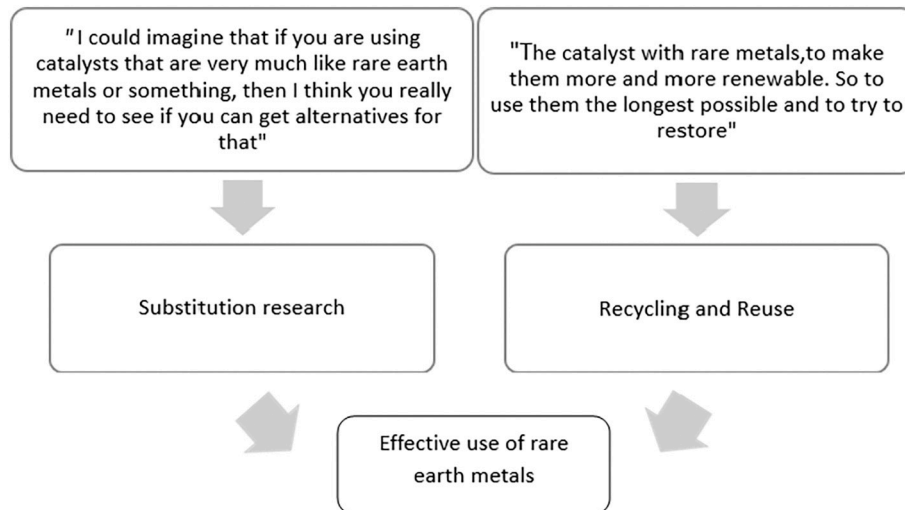 "I could imagine that if you are using
catalysts that are very much like rare earth
metals or something, then I think you really
need to see if you can get alternatives for
that"
"The catalyst with rare metals,to make
them more and more renewable. So to
use them the longest possible and to try to
restore"
Substitution research
Recycling and Reuse
Effective use of rare
earth metals